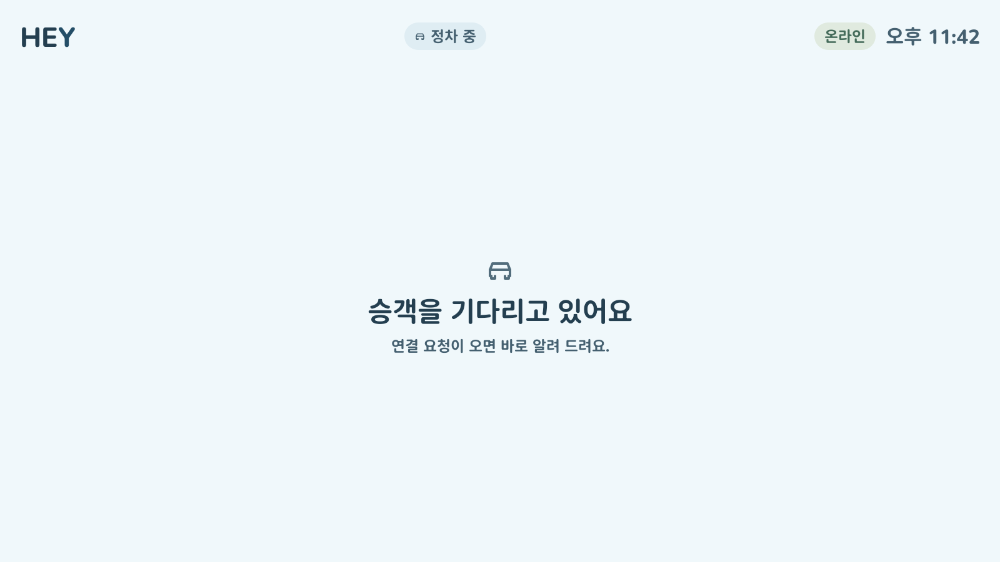 HEY
정차 중
온라인 오후 11:42
승객을 기다리고 있어요
연결 요청이 오면 바로 알려 드려요.